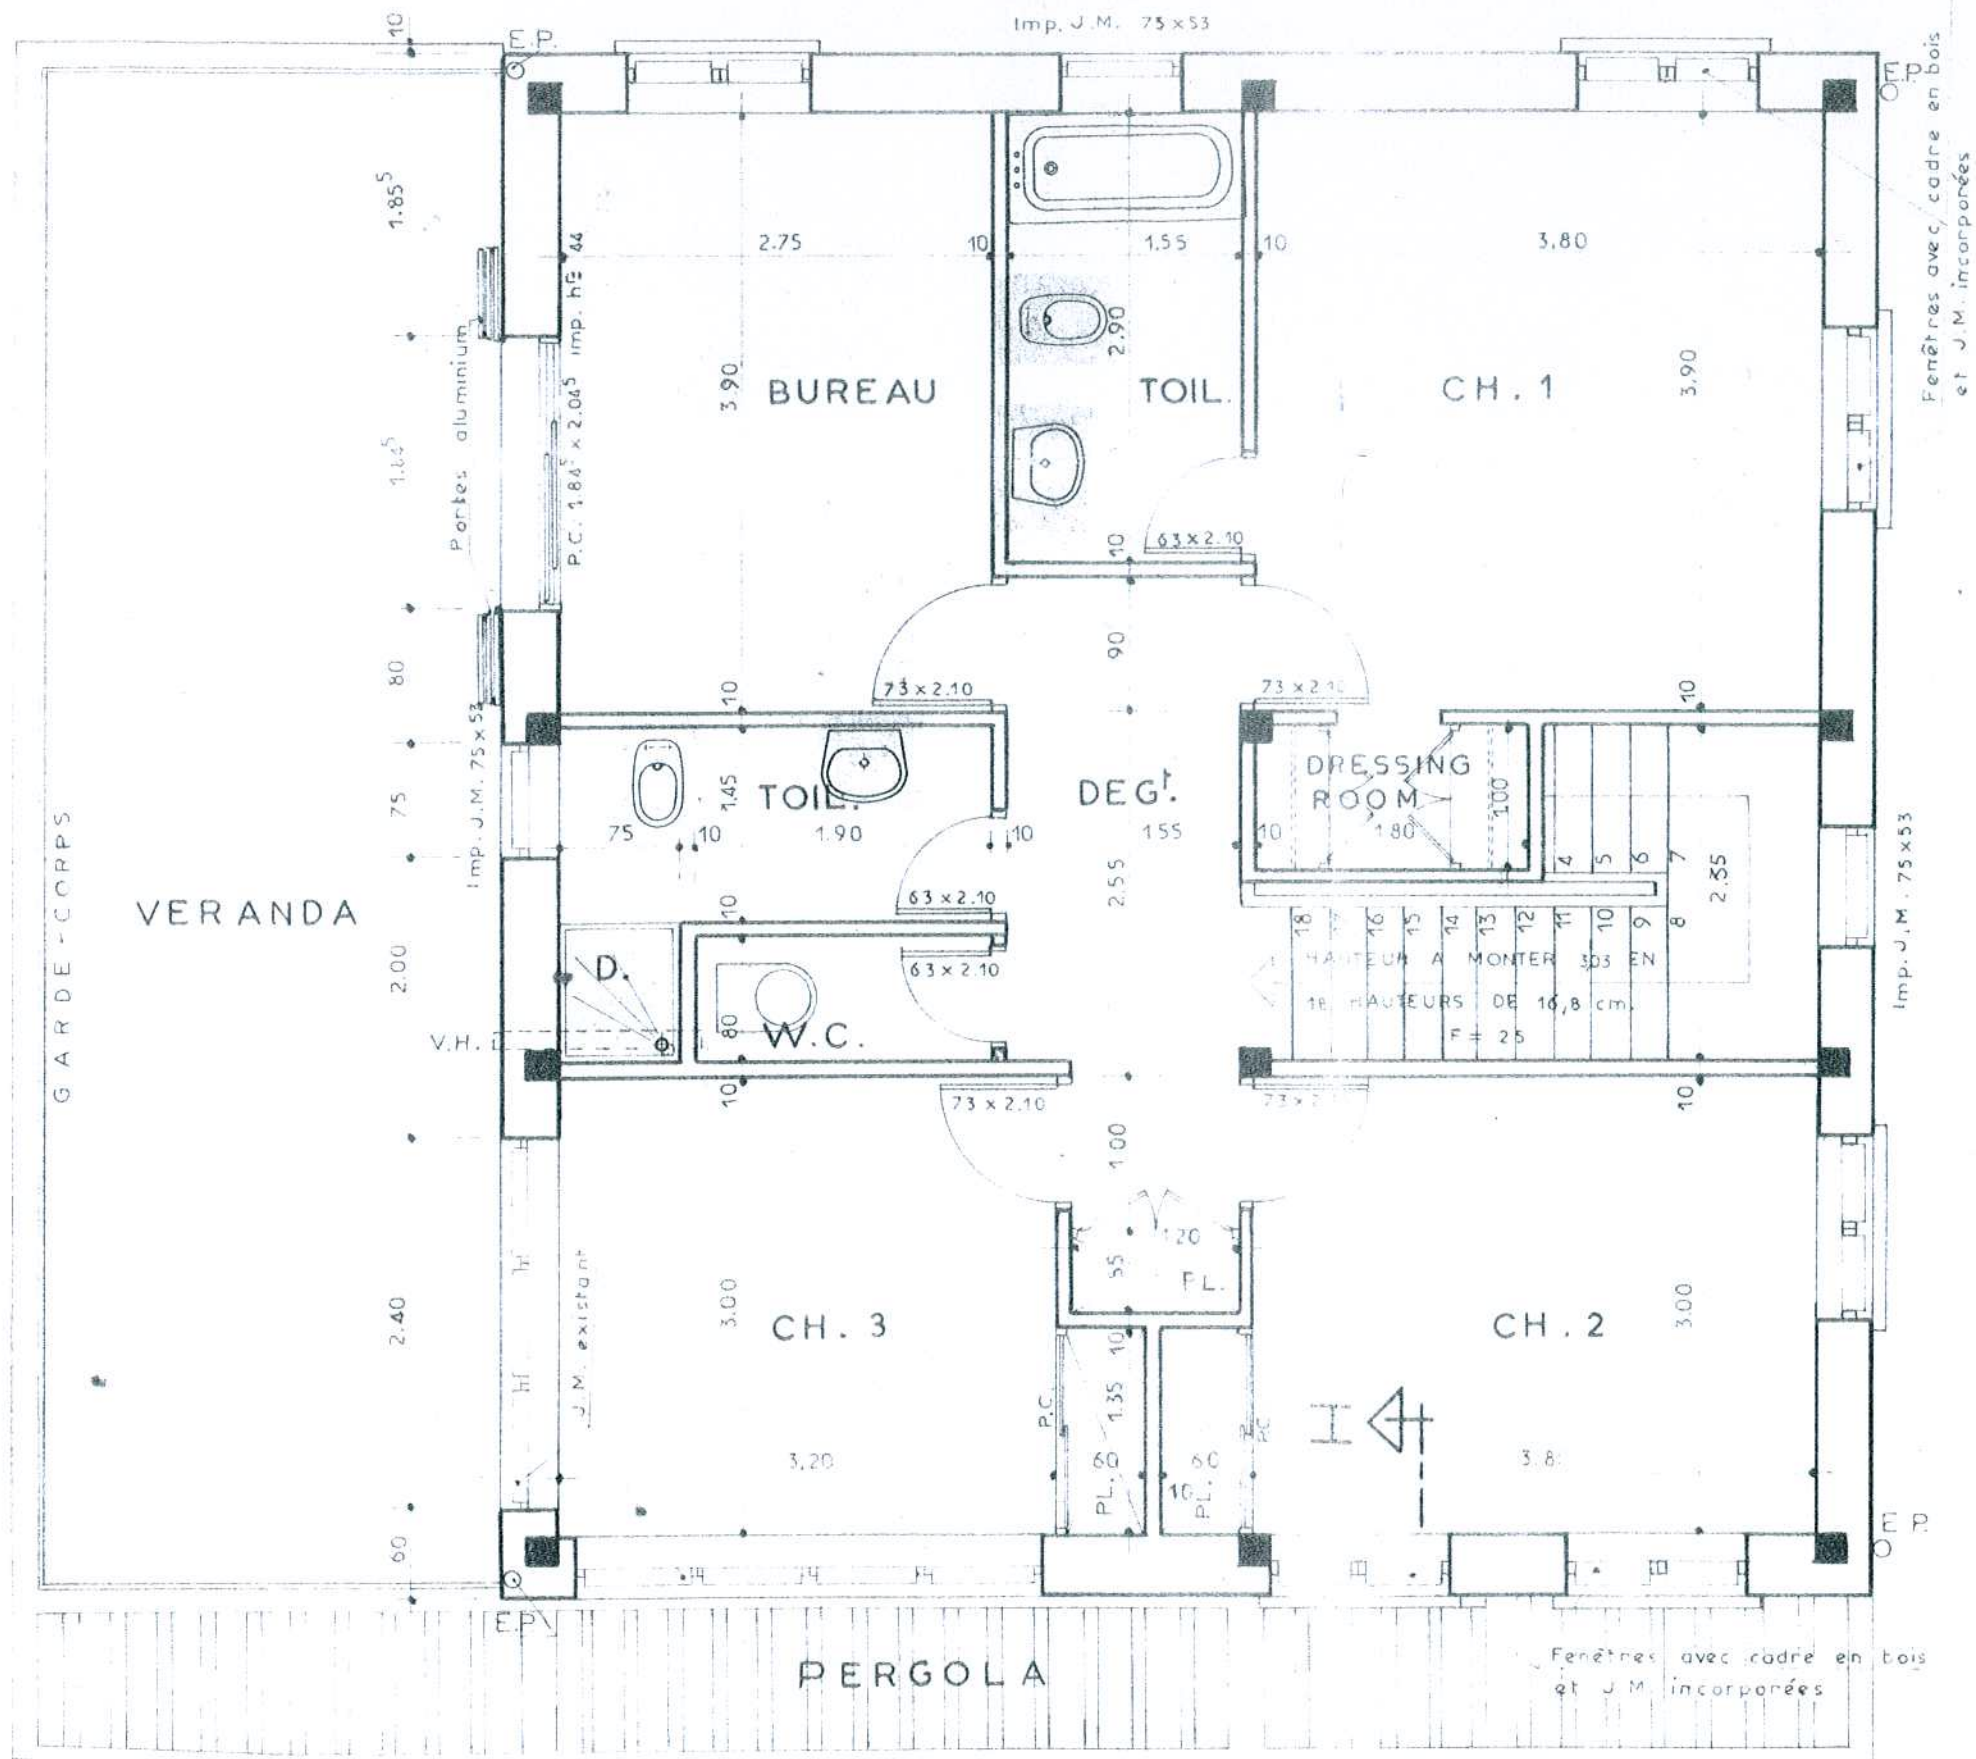 10
E.P.
Imp. J.M. 75 x 53
E.P.
Fenêtres avec cadre en bois
et J.M. incorporées
1.85⁵
2.75
10
1.55
10
3,80
P.C. 1.84⁵ x 2.04⁵ imp. hE 44
Portes aluminium
3.90
BUREAU
2.90
TOIL.
CH. 1
3,90
80
10
63 x 2.10
90
10
73 x 2.10
73 x 2.10
10
Imp. J.M. 75 x 53
75
75
10
1.45
TOIL.
1.90
10
DEGt.
155
10
DRESSING
ROOM
180
100
4
5
6
7
2.35
Imp. J.M. 75 x 53
GARDE-CORPS
VERANDA
2.00
10
63 x 2.10
2.55
18
17
16
15
14
13
12
11
10
9
8
D.
63 x 2.10
HAUTEUR A MONTER 303 EN
18 HAUTEURS DE 16,8 cm.
F = 25
V.H.
80
W.C.
10
73 x 2.10
10
100
120
55
PL.
2.40
J.M. existant
3.00
CH. 3
10
CH. 2
3.00
P.C.
1.35
P.C.
H
3,20
60
PL.
60
10
PL.
3.8
60
E.P.
E.P.
PERGOLA
Fenêtres avec cadre en bois
et J.M. incorporées